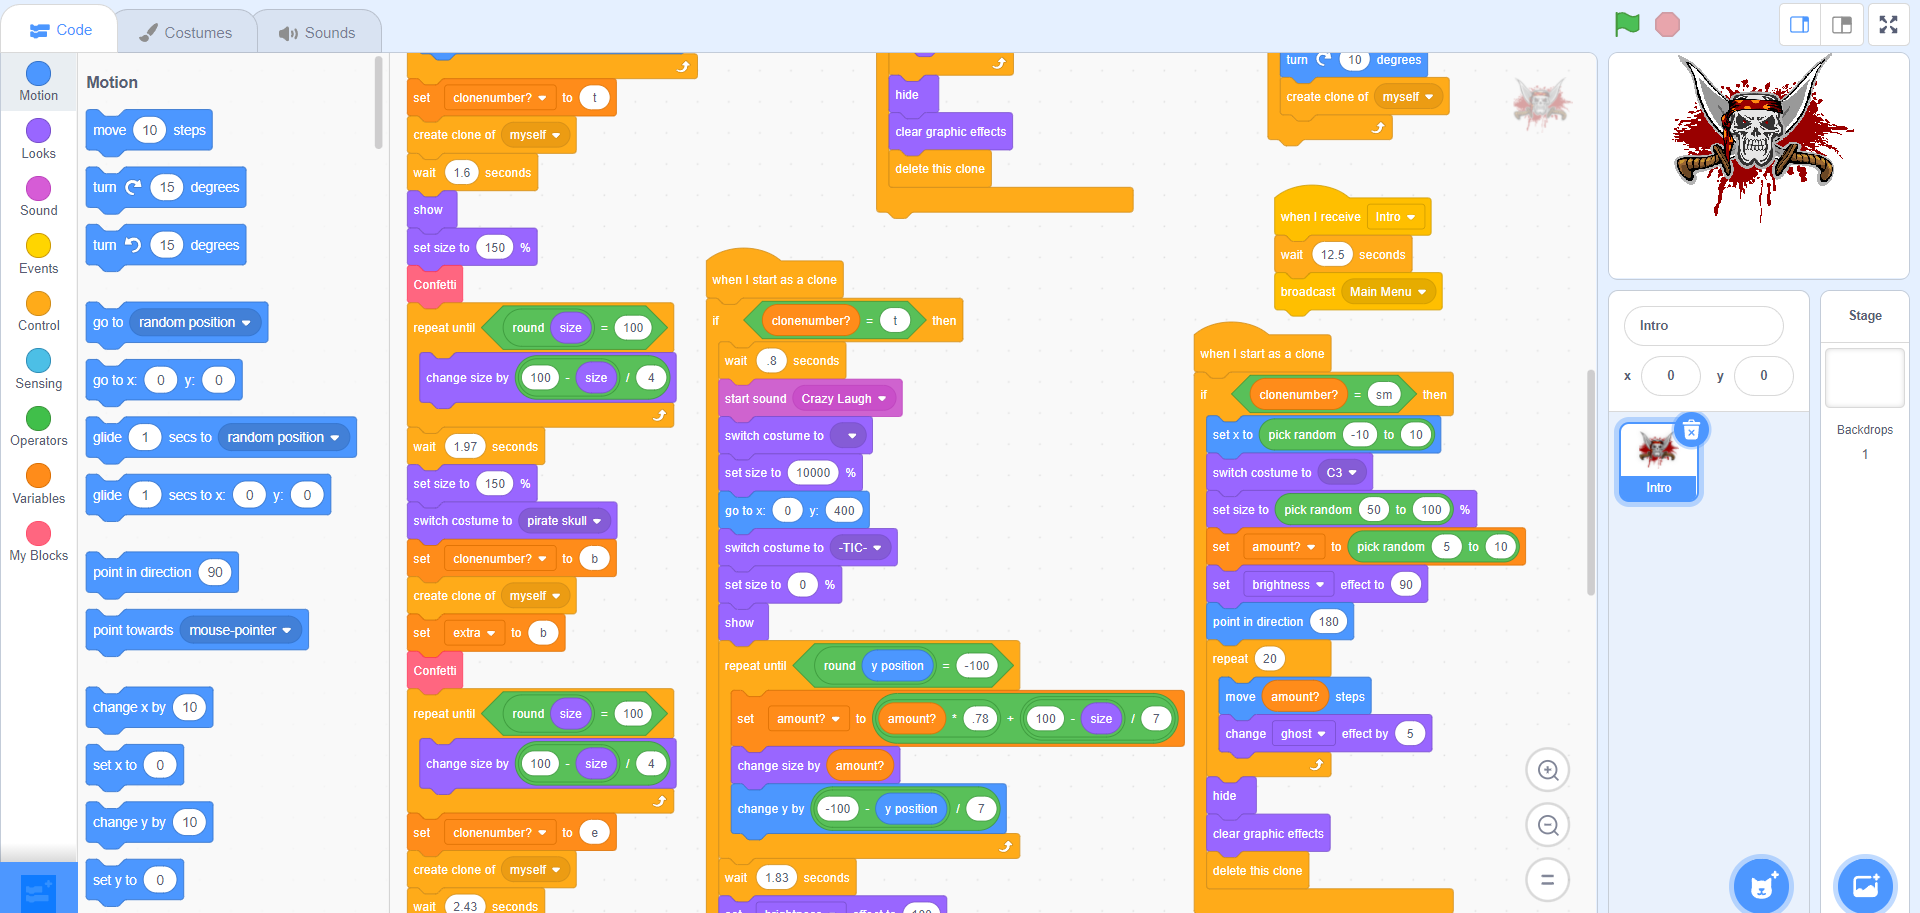 Code
Costumes
Sounds
Motion
Looks
Sound
Events
Control
Sensing
Operators
Variables
My Blocks
Motion
move 10 steps
turn 15 degrees
turn 15 degrees
go to random position
go to x: 0 y: 0
glide 1 secs to random position
glide 1 secs to x: 0 y: 0
point in direction 90
point towards mouse-pointer
change x by 10
set x to 0
change y by 10
set y to 0
set clonenumber? to t
create clone of myself
wait 1.6 seconds
show
set size to 150 %
Confetti
repeat until round size = 100
change size by 100 - size / 4
wait 1.97 seconds
set size to 150 %
switch costume to pirate skull
set clonenumber? to b
create clone of myself
set extra to b
Confetti
repeat until round size = 100
change size by 100 - size / 4
set clonenumber? to e
create clone of myself
wait 2.43 seconds
hide
clear graphic effects
delete this clone
when I start as a clone
if clonenumber? = t then
wait .8 seconds
start sound Crazy Laugh
switch costume to
set size to 10000 %
go to x: 0 y: 400
switch costume to -TIC-
set size to 0 %
show
repeat until round y position = -100
set amount? to amount? * .78 + 100 - size / 7
change size by amount?
change y by -100 - y position / 7
wait 1.83 seconds
set brightness effect to 100
turn 10 degrees
create clone of myself
when I receive Intro
wait 12.5 seconds
broadcast Main Menu
when I start as a clone
if clonenumber? = sm then
set x to pick random -10 to 10
switch costume to C3
set size to pick random 50 to 100 %
set amount? to pick random 5 to 10
set brightness effect to 90
point in direction 180
repeat 20
move amount? steps
change ghost effect by 5
hide
clear graphic effects
delete this clone
Intro
x 0 y 0
Intro
Stage
Backdrops
1